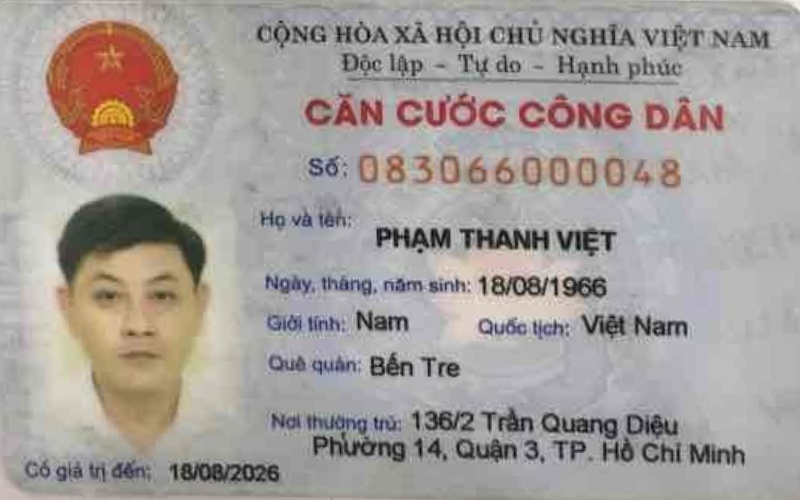 CỘNG HÒA XÃ HỘI CHỦ NGHĨA VIỆT NAM
Độc lập - Tự do - Hạnh phúc
CĂN CƯỚC CÔNG DÂN
Số: 083066000048
Họ và tên:
PHẠM THANH VIỆT
Ngày, tháng, năm sinh: 18/08/1966
Giới tính: Nam Quốc tịch: Việt Nam
Quê quán: Bến Tre
Nơi thường trú: 136/2 Trần Quang Diệu
Phường 14, Quận 3, TP. Hồ Chí Minh
Có giá trị đến: 18/08/2026